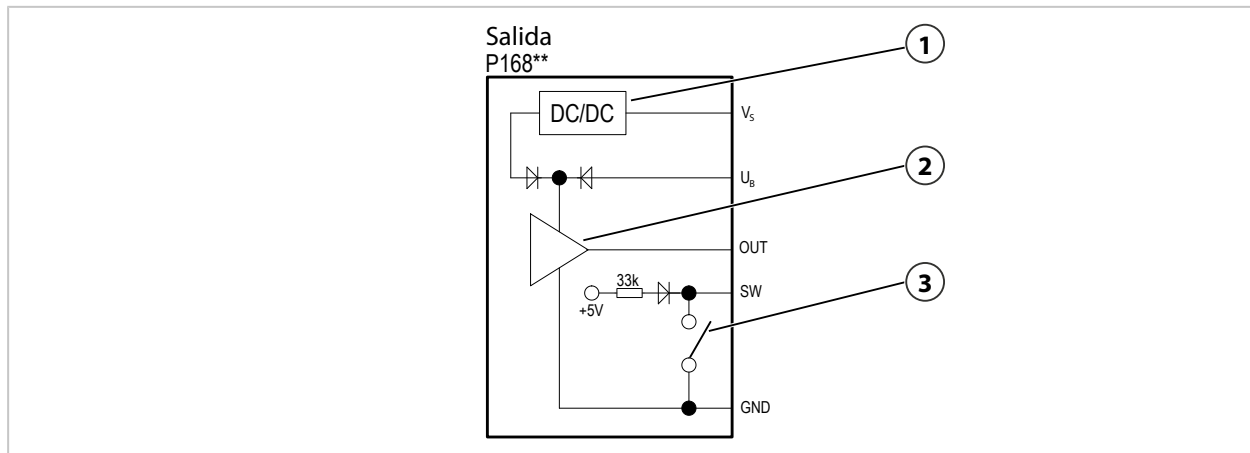 Salida
P168**
1
DC/DC
Vs
UB
2
OUT
33k
SW
+5V
3
GND